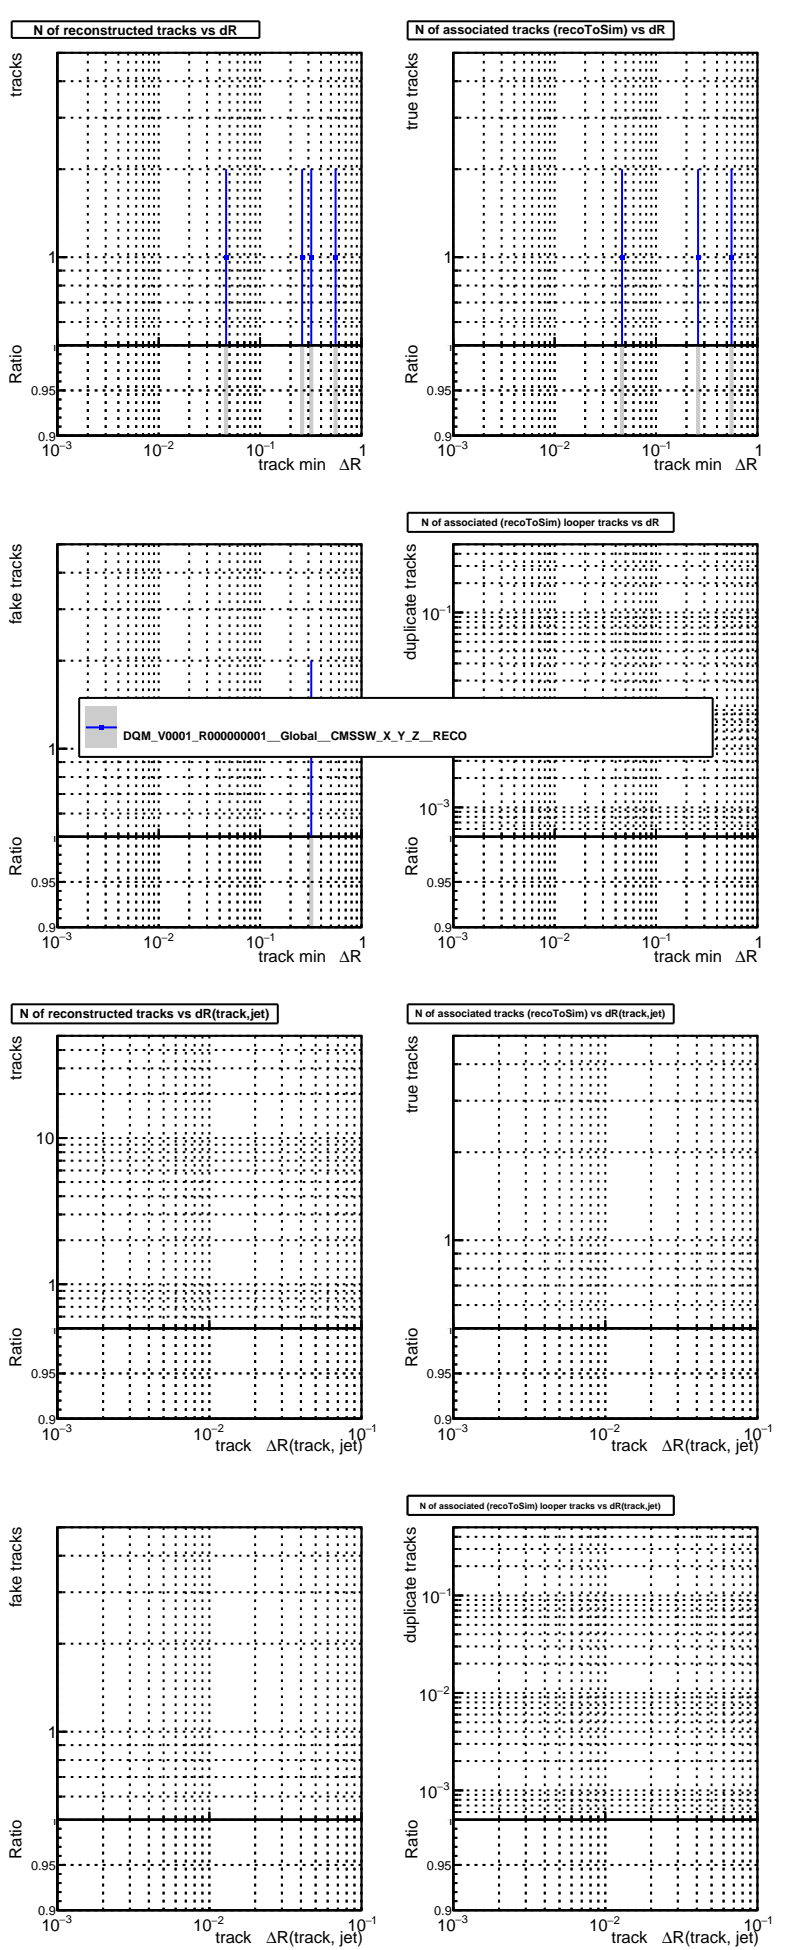 N of reconstructed tracks vs dR
tracks
1
Ratio
0.95
0.9
10−3
10−2
10−1
1
track min ΔR
N of associated tracks (recoToSim) vs dR
true tracks
1
Ratio
0.95
0.9
10−3
10−2
10−1
1
track min ΔR
fake tracks
1
Ratio
0.95
0.9
10−3
10−2
10−1
1
track min ΔR
N of associated (recoToSim) looper tracks vs dR
duplicate tracks
10−1
10−3
Ratio
0.95
0.9
10−3
10−2
10−1
1
track min ΔR
DQM_V0001_R000000001__Global__CMSSW_X_Y_Z__RECO
N of reconstructed tracks vs dR(track,jet)
tracks
10
1
Ratio
0.95
0.9
10−3
10−2
10−1
track ΔR(track, jet)
N of associated tracks (recoToSim) vs dR(track,jet)
true tracks
1
Ratio
0.95
0.9
10−3
10−2
10−1
track ΔR(track, jet)
fake tracks
1
Ratio
0.95
0.9
10−3
10−2
10−1
track ΔR(track, jet)
N of associated (recoToSim) looper tracks vs dR(track,jet)
duplicate tracks
10−1
10−2
10−3
Ratio
0.95
0.9
10−3
10−2
10−1
track ΔR(track, jet)